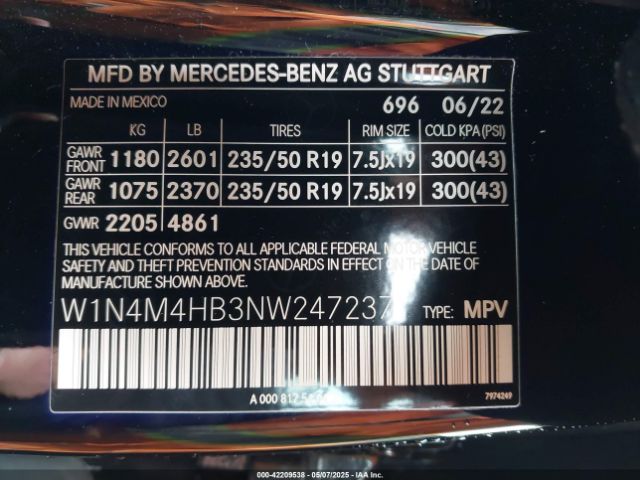 MFD BY MERCEDES-BENZ AG STUTTGART
MADE IN MEXICO 696 06/22
KG LB TIRES RIM SIZE COLD KPA(PSI)
GAWR FRONT 1180 2601 235/50 R19 7.5Jx19 300(43)
GAWR REAR 1075 2370 235/50 R19 7.5Jx19 300(43)
GVWR 2205 4861
THIS VEHICLE CONFORMS TO ALL APPLICABLE FEDERAL MOTOR VEHICLE
SAFETY AND THEFT PREVENTION STANDARDS IN EFFECT ON THE
DATE OF MANUFACTURE SHOWN ABOVE.
W1N4M4HB3NW247237 TYPE: MPV
A 000 817
7974249
000-42209538 - 05/07/2025 - IAA Inc.